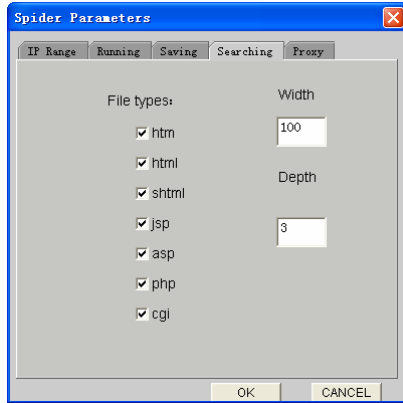 Spider Parameters
IP Range Running Saving Searching Proxy
File types:
htm
html
shtml
jsp
asp
php
cgi
Width
100
Depth
3
OK CANCEL